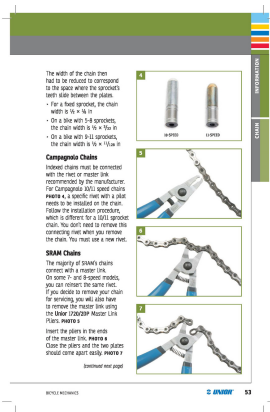 The width of the chain then
had to be reduced to correspond
to the space where the sprocket's
teeth slide between the plates.
• For a fixed sprocket, the chain
width is ½ × ⅛ in
• On a bike with 5–8 sprockets,
the chain width is ½ × 3/32 in
• On a bike with 9–11 sprockets,
the chain width is ½ × 11/128 in
Campagnolo Chains
Indexed chains must be connected
with the rivet or master link
recommended by the manufacturer.
For Campagnolo 10/11 speed chains
PHOTO 4, a specific rivet with a pilot
needs to be installed on the chain.
Follow the installation procedure,
which is different for a 10/11 sprocket
chain. You don't need to remove this
connecting rivet when you remove
the chain. You must use a new rivet.
SRAM Chains
The majority of SRAM's chains
connect with a master link.
On some 7- and 8-speed models,
you can reinsert the same rivet.
If you decide to remove your chain
for servicing, you will also have
to remove the master link using
the Unior 1720/2DP Master Link
Pliers. PHOTO 5
Insert the pliers in the ends
of the master link. PHOTO 6
Close the pliers and the two plates
should come apart easily. PHOTO 7
(continued next page)
4
10-SPEED
11-SPEED
5
6
7
INFORMATION
CHAIN
BICYCLE MECHANICS
UNIOR
53